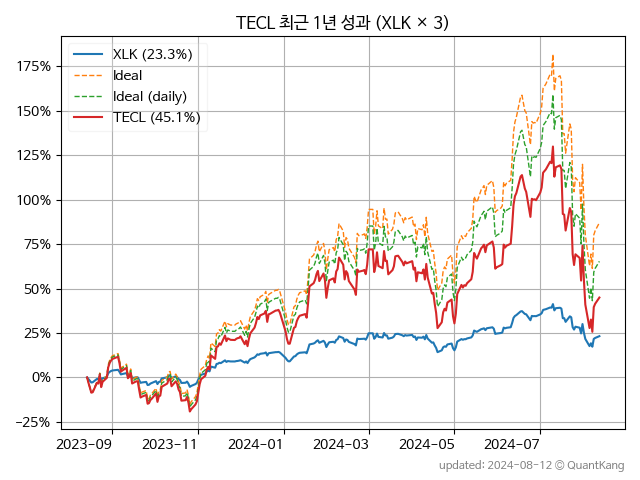 TECL 최근 1년 성과 (XLK × 3)
XLK (23.3%)
Ideal
Ideal (daily)
TECL (45.1%)
175%
150%
125%
100%
75%
50%
25%
0%
−25%
2023-09 2023-11 2024-01 2024-03 2024-05 2024-07
updated: 2024-08-12 © QuantKang